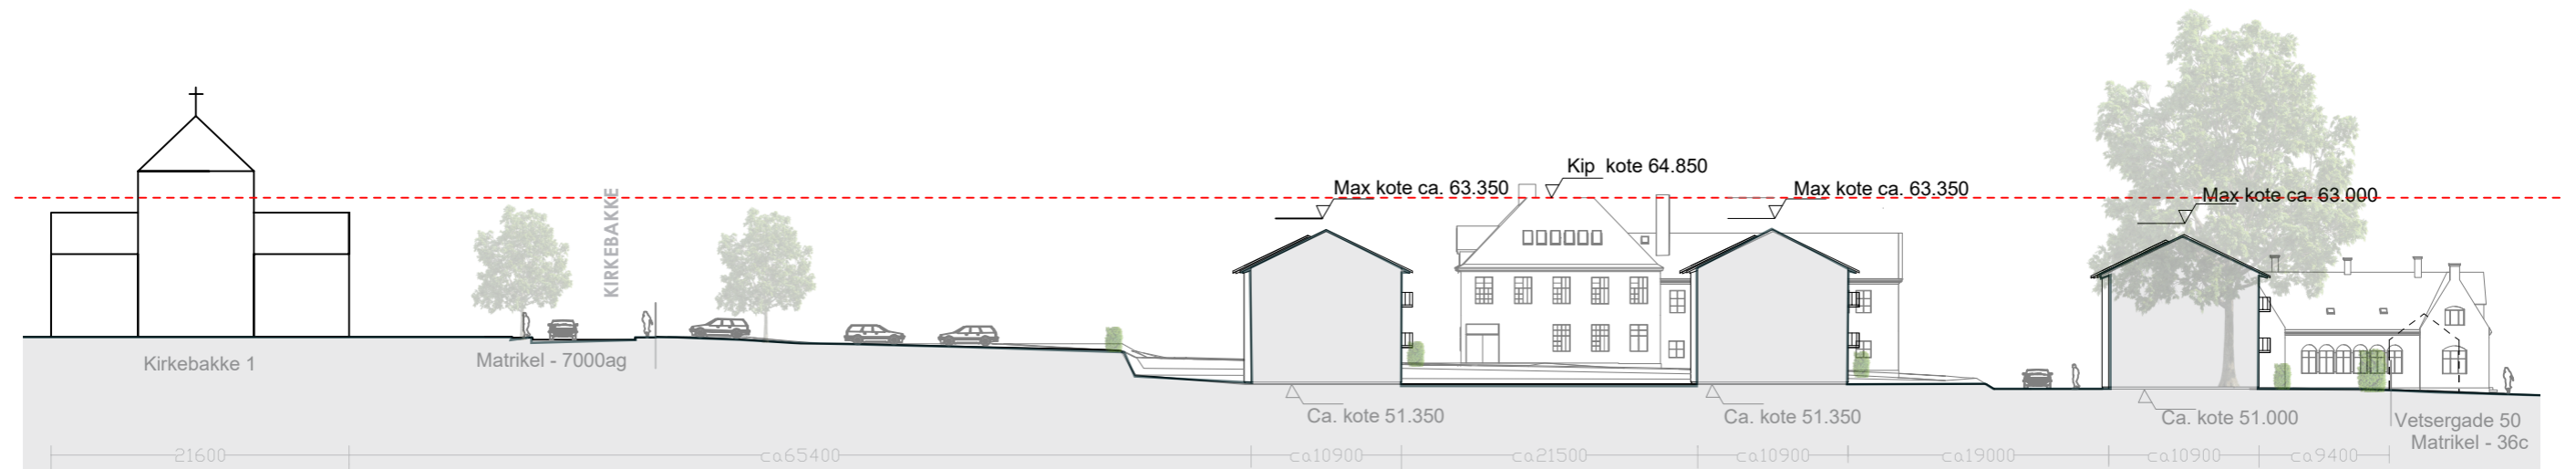 Kip kote 64.850
Max kote ca. 63.350
Max kote ca. 63.350
Max kote ca. 63.000
KIRKEBAKKE
Kirkebakke 1
Matrikel - 7000ag
Ca. kote 51.350
Ca. kote 51.350
Ca. kote 51.000
Vetsergade 50
Matrikel - 36c
21600
ca65400
ca10900
ca21500
ca10900
ca19000
ca10900
ca9400